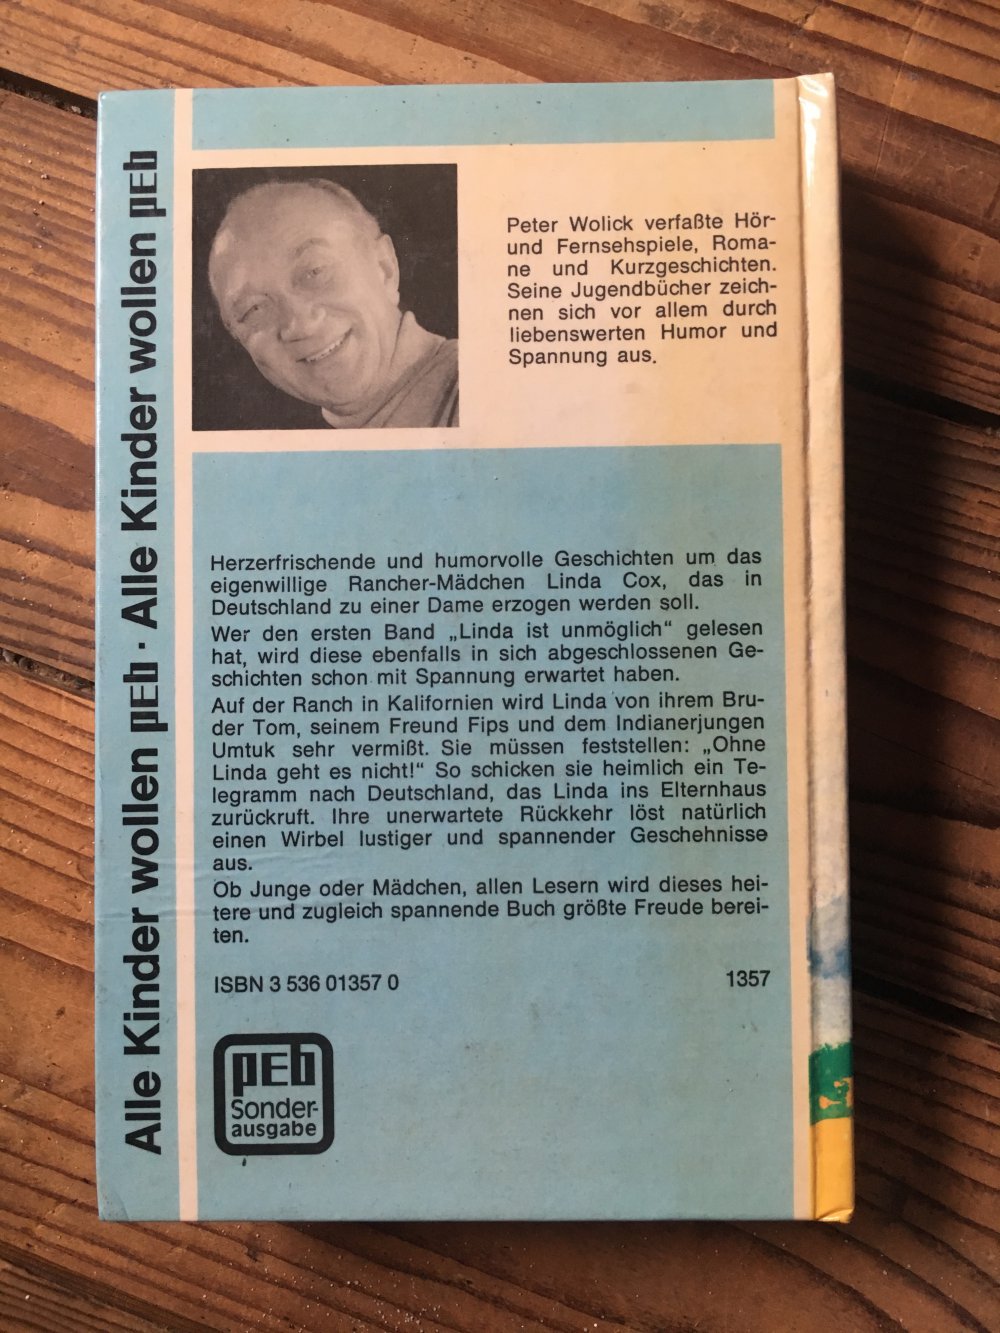 Alle Kinder wollen pEb · Alle Kinder wollen pEb
Peter Wolick verfaßte Hör-
und Fernsehspiele, Roma-
ne und Kurzgeschichten.
Seine Jugendbücher zeich-
nen sich vor allem durch
liebenswerten Humor und
Spannung aus.
Herzerfrischende und humorvolle Geschichten um das
eigenwillige Rancher-Mädchen Linda Cox, das in
Deutschland zu einer Dame erzogen werden soll.
Wer den ersten Band „Linda ist unmöglich“ gelesen
hat, wird diese ebenfalls in sich abgeschlossenen Ge-
schichten schon mit Spannung erwartet haben.
Auf der Ranch in Kalifornien wird Linda von ihrem Bru-
der Tom, seinem Freund Fips und dem Indianerjungen
Umtuk sehr vermißt. Sie müssen feststellen: „Ohne
Linda geht es nicht!“ So schicken sie heimlich ein Te-
legramm nach Deutschland, das Linda ins Elternhaus
zurückruft. Ihre unerwartete Rückkehr löst natürlich
einen Wirbel lustiger und spannender Geschehnisse
aus.
Ob Junge oder Mädchen, allen Lesern wird dieses hei-
tere und zugleich spannende Buch größte Freude berei-
ten.
ISBN 3 536 01357 0
1357
pEb
Sonder-
ausgabe